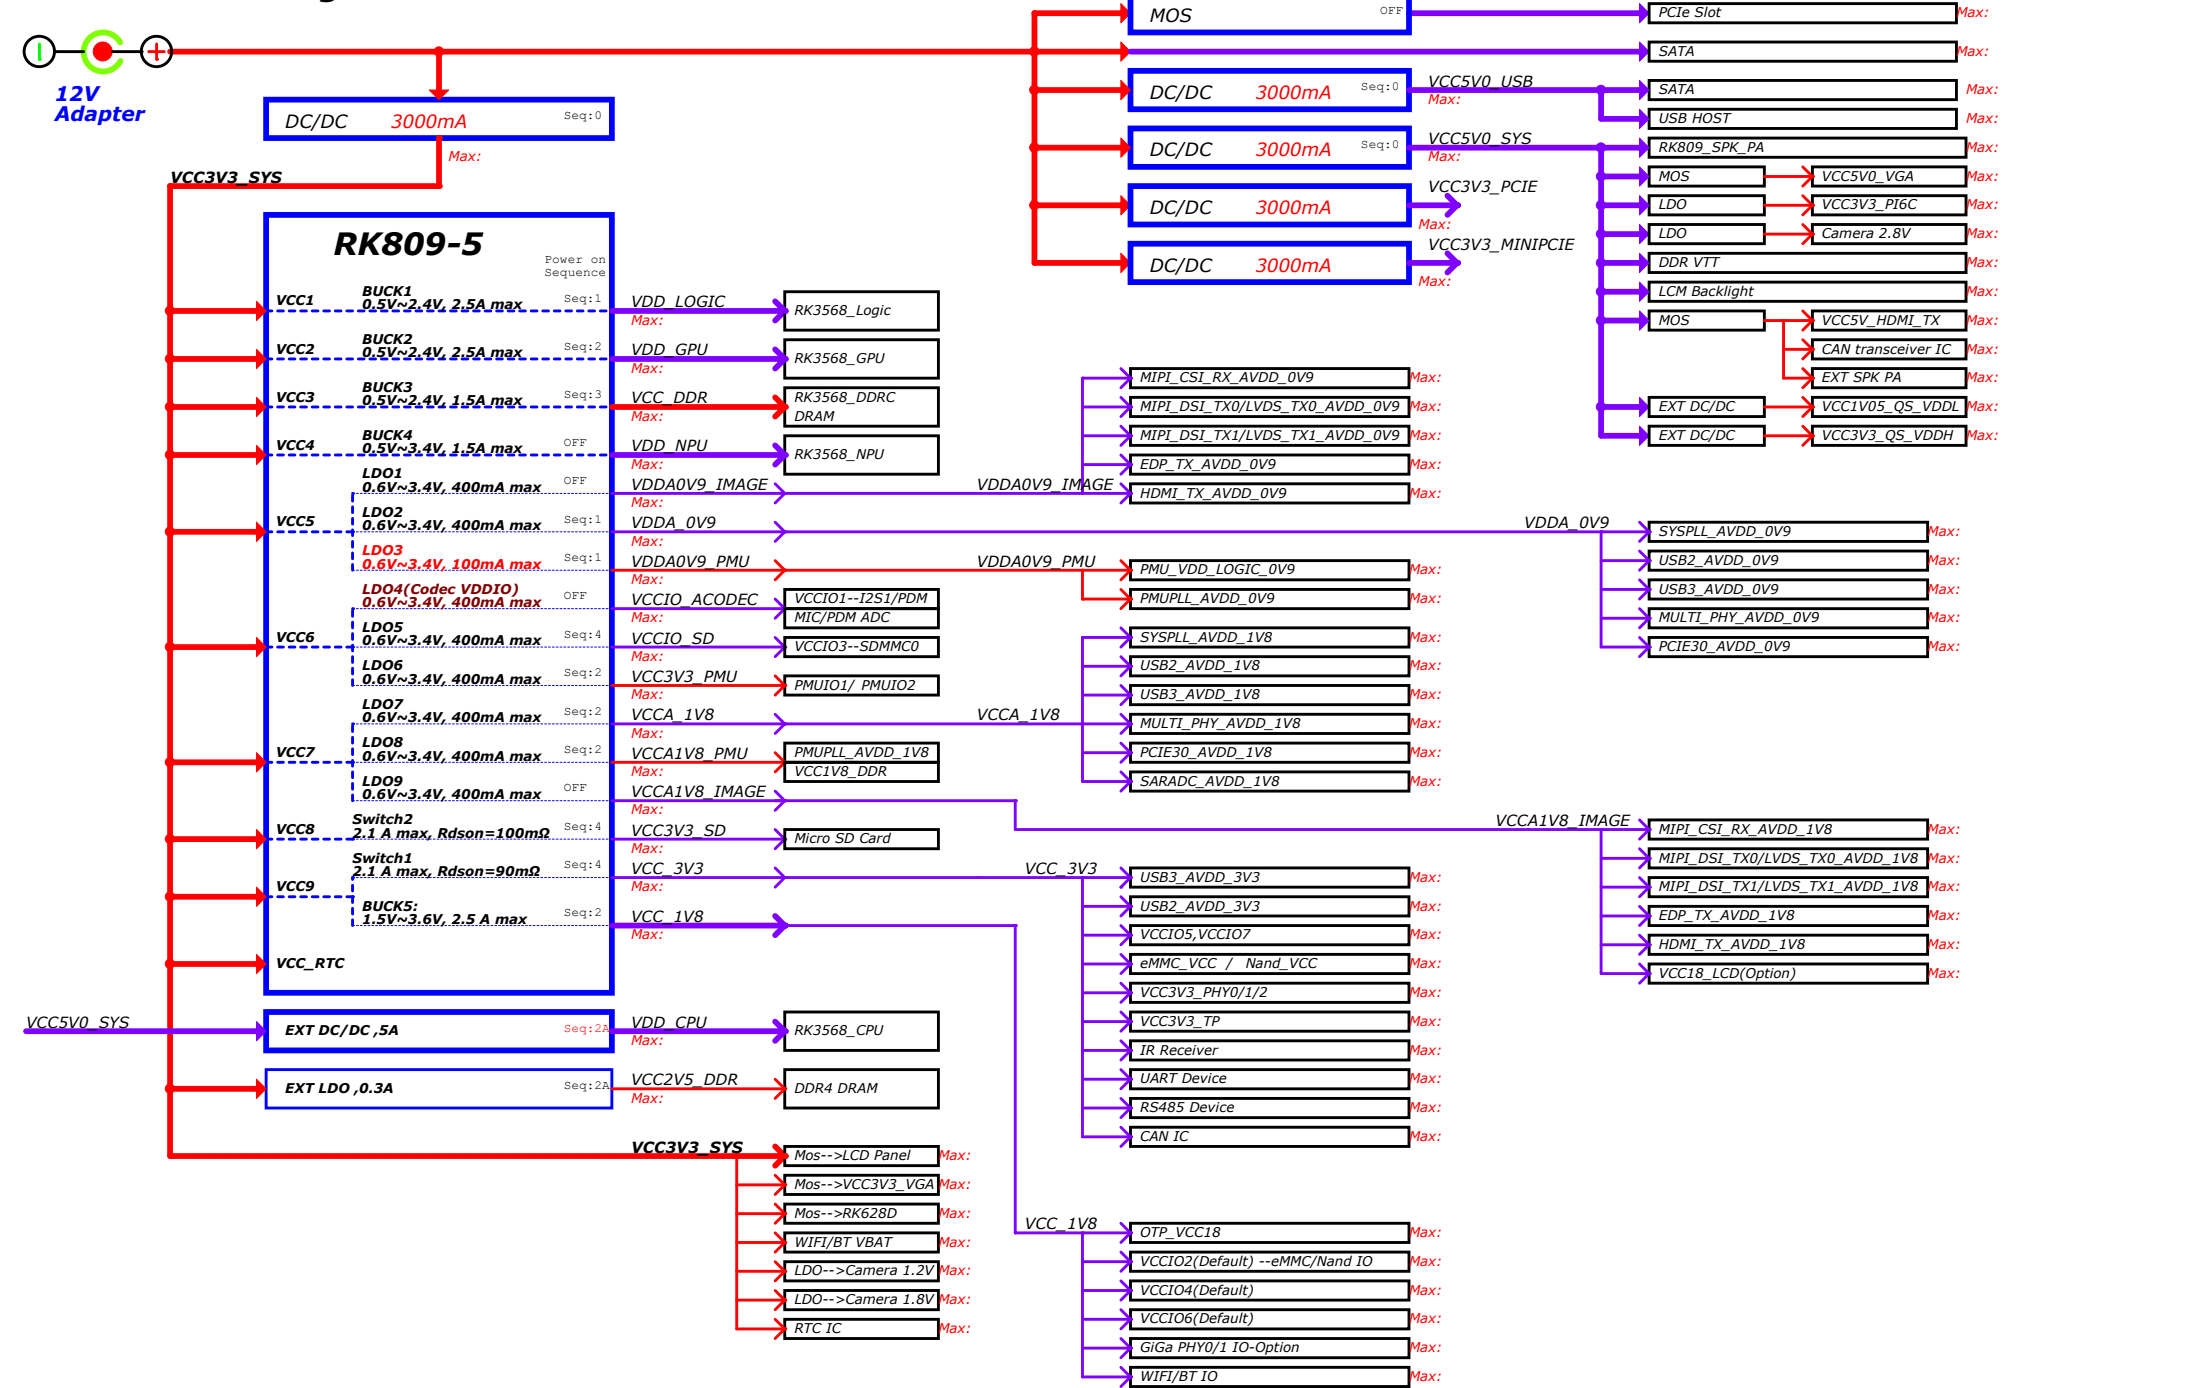 12V
Adapter
DC/DC 3000mA Seq:0
Max:
VCC3V3_SYS
MOS OFF
PCIe Slot Max:
SATA Max:
DC/DC 3000mA Seq:0
VCC5V0_USB
Max:
SATA Max:
USB HOST Max:
DC/DC 3000mA Seq:0
VCC5V0_SYS
Max:
RK809_SPK_PA Max:
MOS VCC5V0_VGA Max:
LDO VCC3V3_PI6C Max:
LDO Camera 2.8V Max:
DDR VTT Max:
LCM Backlight Max:
MOS VCC5V_HDMI_TX Max:
CAN transceiver IC Max:
EXT SPK PA Max:
EXT DC/DC VCC1V05_QS_VDDL Max:
EXT DC/DC VCC3V3_QS_VDDH Max:
DC/DC 3000mA
VCC3V3_PCIE
Max:
DC/DC 3000mA
VCC3V3_MINIPCIE
Max:
RK809-5
Power on
Sequence
VCC1
BUCK1
0.5V~2.4V, 2.5A max
Seq:1
VDD_LOGIC
Max:
RK3568_Logic
VCC2
BUCK2
0.5V~2.4V, 2.5A max
Seq:2
VDD_GPU
Max:
RK3568_GPU
VCC3
BUCK3
0.5V~2.4V, 1.5A max
Seq:3
VCC_DDR
Max:
RK3568_DDRC
DRAM
VCC4
BUCK4
0.5V~3.4V, 1.5A max
OFF
VDD_NPU
Max:
RK3568_NPU
LDO1
0.6V~3.4V, 400mA max
OFF
VDDA0V9_IMAGE
Max:
VDDA0V9_IMAGE
MIPI_CSI_RX_AVDD_0V9 Max:
MIPI_DSI_TX0/LVDS_TX0_AVDD_0V9 Max:
MIPI_DSI_TX1/LVDS_TX1_AVDD_0V9 Max:
EDP_TX_AVDD_0V9 Max:
HDMI_TX_AVDD_0V9 Max:
VCC5
LDO2
0.6V~3.4V, 400mA max
Seq:1
VDDA_0V9
Max:
VDDA_0V9
SYSPLL_AVDD_0V9 Max:
USB2_AVDD_0V9 Max:
USB3_AVDD_0V9 Max:
MULTI_PHY_AVDD_0V9 Max:
PCIE30_AVDD_0V9 Max:
LDO3
0.6V~3.4V, 100mA max
Seq:1
VDDA0V9_PMU
Max:
VDDA0V9_PMU
PMU_VDD_LOGIC_0V9 Max:
PMUPLL_AVDD_0V9 Max:
LDO4(Codec VDDIO)
0.6V~3.4V, 400mA max
OFF
VCCIO_ACODEC
Max:
VCCIO1--I2S1/PDM
MIC/PDM ADC
VCC6
LDO5
0.6V~3.4V, 400mA max
Seq:4
VCCIO_SD
Max:
VCCIO3--SDMMC0
LDO6
0.6V~3.4V, 400mA max
Seq:2
VCC3V3_PMU
Max:
PMUIO1/ PMUIO2
LDO7
0.6V~3.4V, 400mA max
Seq:2
VCCA_1V8
Max:
VCCA_1V8
SYSPLL_AVDD_1V8 Max:
USB2_AVDD_1V8 Max:
USB3_AVDD_1V8 Max:
MULTI_PHY_AVDD_1V8 Max:
PCIE30_AVDD_1V8 Max:
SARADC_AVDD_1V8 Max:
VCC7
LDO8
0.6V~3.4V, 400mA max
Seq:2
VCCA1V8_PMU
Max:
PMUPLL_AVDD_1V8
VCC1V8_DDR
LDO9
0.6V~3.4V, 400mA max
OFF
VCCA1V8_IMAGE
Max:
VCCA1V8_IMAGE
MIPI_CSI_RX_AVDD_1V8 Max:
MIPI_DSI_TX0/LVDS_TX0_AVDD_1V8 Max:
MIPI_DSI_TX1/LVDS_TX1_AVDD_1V8 Max:
EDP_TX_AVDD_1V8 Max:
HDMI_TX_AVDD_1V8 Max:
VCC18_LCD(Option) Max:
VCC8
Switch2
2.1 A max, Rdson=100mΩ
Seq:4
VCC3V3_SD
Max:
Micro SD Card
Switch1
2.1 A max, Rdson=90mΩ
Seq:4
VCC_3V3
Max:
VCC_3V3
USB3_AVDD_3V3 Max:
USB2_AVDD_3V3 Max:
VCCIO5,VCCIO7 Max:
eMMC_VCC / Nand_VCC Max:
VCC3V3_PHY0/1/2 Max:
VCC3V3_TP Max:
IR Receiver Max:
UART Device Max:
RS485 Device Max:
CAN IC Max:
VCC9
BUCK5:
1.5V~3.6V, 2.5 A max
Seq:2
VCC_1V8
Max:
VCC_RTC
VCC5V0_SYS
EXT DC/DC ,5A Seq:2A
VDD_CPU
Max:
RK3568_CPU
EXT LDO ,0.3A Seq:2A
VCC2V5_DDR
Max:
DDR4 DRAM
VCC3V3_SYS
Mos-->LCD Panel Max:
Mos-->VCC3V3_VGA Max:
Mos-->RK628D Max:
WIFI/BT VBAT Max:
LDO-->Camera 1.2V Max:
LDO-->Camera 1.8V Max:
RTC IC Max:
VCC_1V8
OTP_VCC18 Max:
VCCIO2(Default) --eMMC/Nand IO Max:
VCCIO4(Default) Max:
VCCIO6(Default) Max:
GiGa PHY0/1 IO-Option Max:
WIFI/BT IO Max: